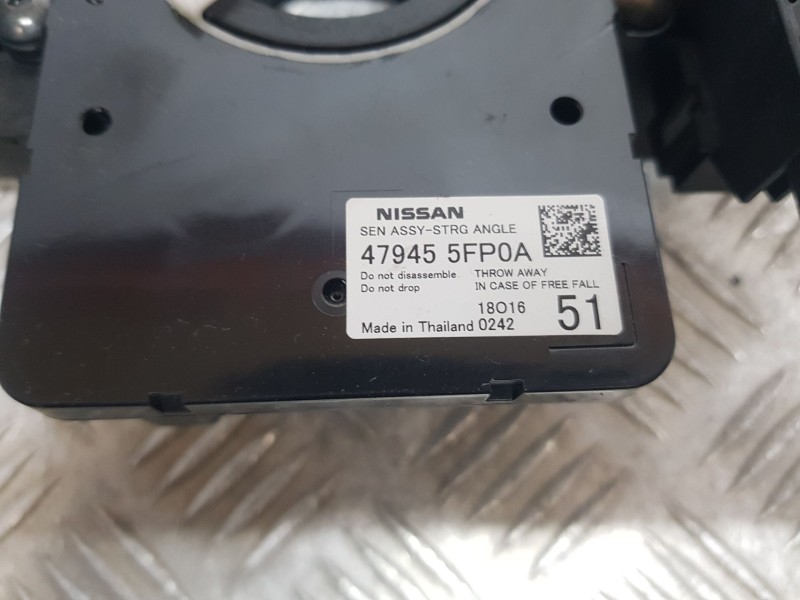 NISSAN
SEN ASSY-STRG ANGLE
47945 5FP0A
Do not disassemble THROW AWAY
Do not drop IN CASE OF FREE FALL
18O16
Made in Thailand 0242 51